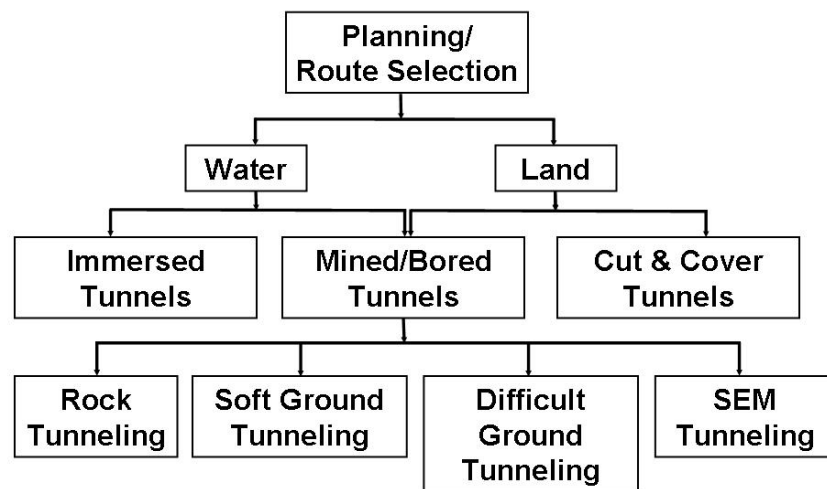 Planning/
Route Selection
Water
Land
Immersed
Tunnels
Mined/Bored
Tunnels
Cut & Cover
Tunnels
Rock
Tunneling
Soft Ground
Tunneling
Difficult
Ground
Tunneling
SEM
Tunneling